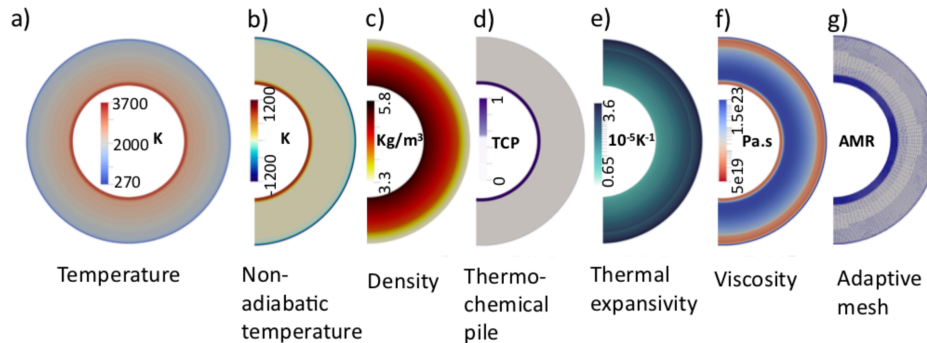 a) b) c) d) e) f) g)
3700
2000 K
270
1200
K
-1200
5.8
Kg/m³
3.3
1
TCP
0
3.6
10⁻⁵K⁻¹
0.65
1.5e23
Pa.s
5e19
AMR
Temperature
Non-
adiabatic
temperature
Density
Thermo-
chemical
pile
Thermal
expansivity
Viscosity
Adaptive
mesh